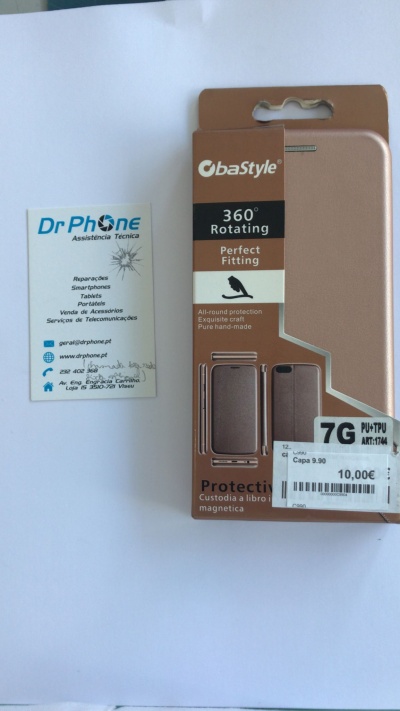 Dr Phone
Assistência Técnica
Reparações
Smartphones
Tablets
Portáteis
Venda de Acessórios
Serviços de Telecomunicações
geral@drphone.pt
www.drphone.pt
232 402 368
(chamada
Av. Eng. Engrácia Carrilho,
Loja 15 3510-721 Viseu
ObaStyle®
360°
Rotating
Perfect
Fitting
All-round protection
Exquisite craft
Pure hand-made
7G
PU+TPU
ART:1744
Capa 9.90
10,00€
Protectiv
Custodia a libro
magnetica